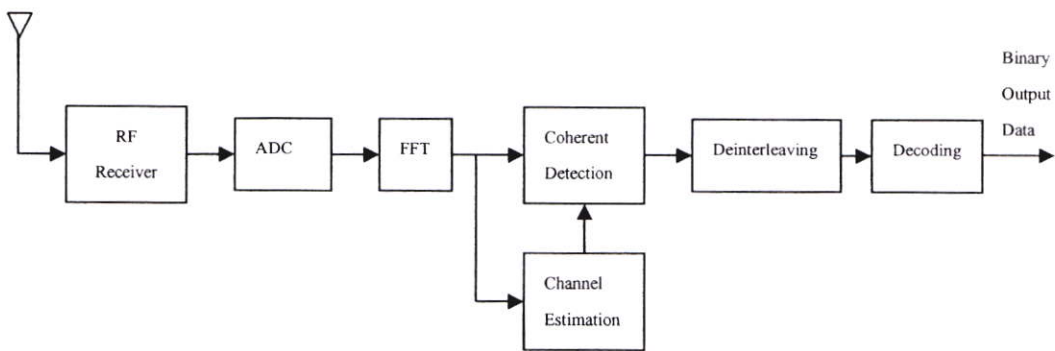 RF
Receiver
ADC
FFT
Coherent
Detection
Deinterleaving
Decoding
Binary
Output
Data
Channel
Estimation